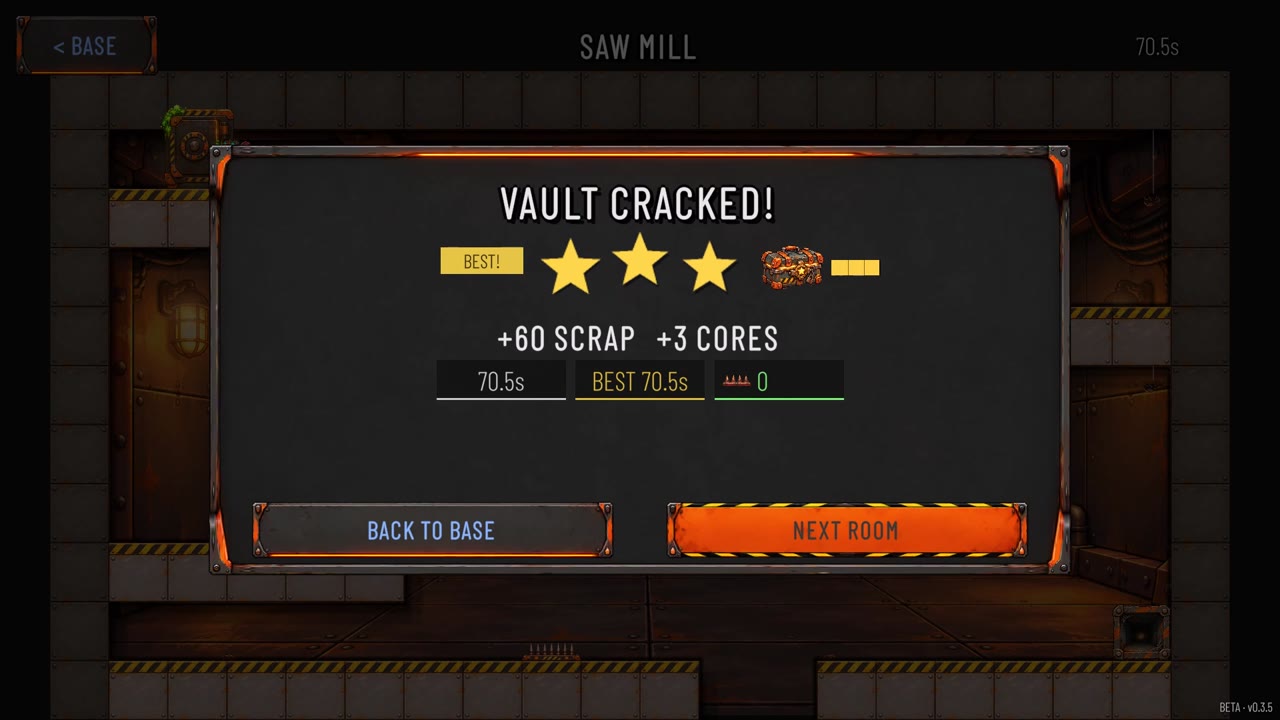 < BASE
SAW MILL
70.5s
VAULT CRACKED!
BEST!
+60 SCRAP +3 CORES
70.5s
BEST 70.5s
0
BACK TO BASE
NEXT ROOM
BETA · v0.3.5